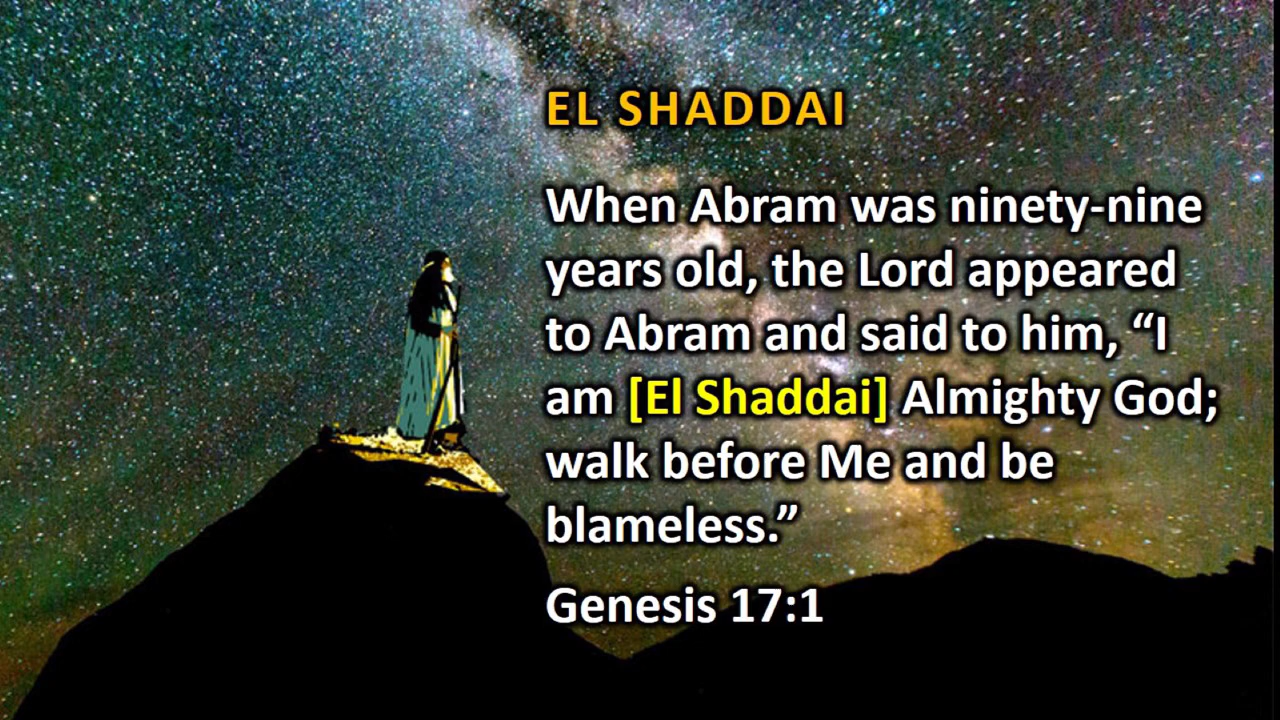 EL SHADDAI
When Abram was ninety-nine
years old, the Lord appeared
to Abram and said to him, “I
am [El Shaddai] Almighty God;
walk before Me and be
blameless.”
Genesis 17:1